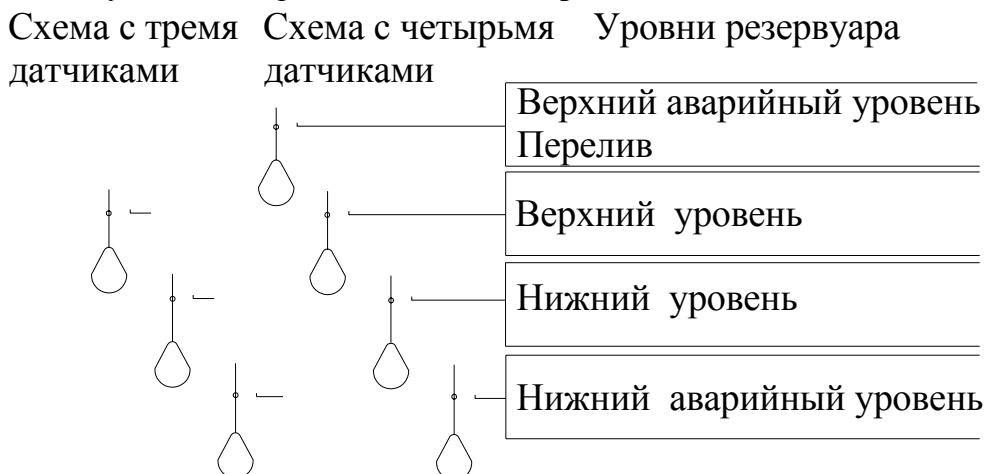 Схема с тремя датчиками
Схема с четырьмя датчиками
Уровни резервуара
Верхний аварийный уровень
Перелив
Верхний уровень
Нижний уровень
Нижний аварийный уровень